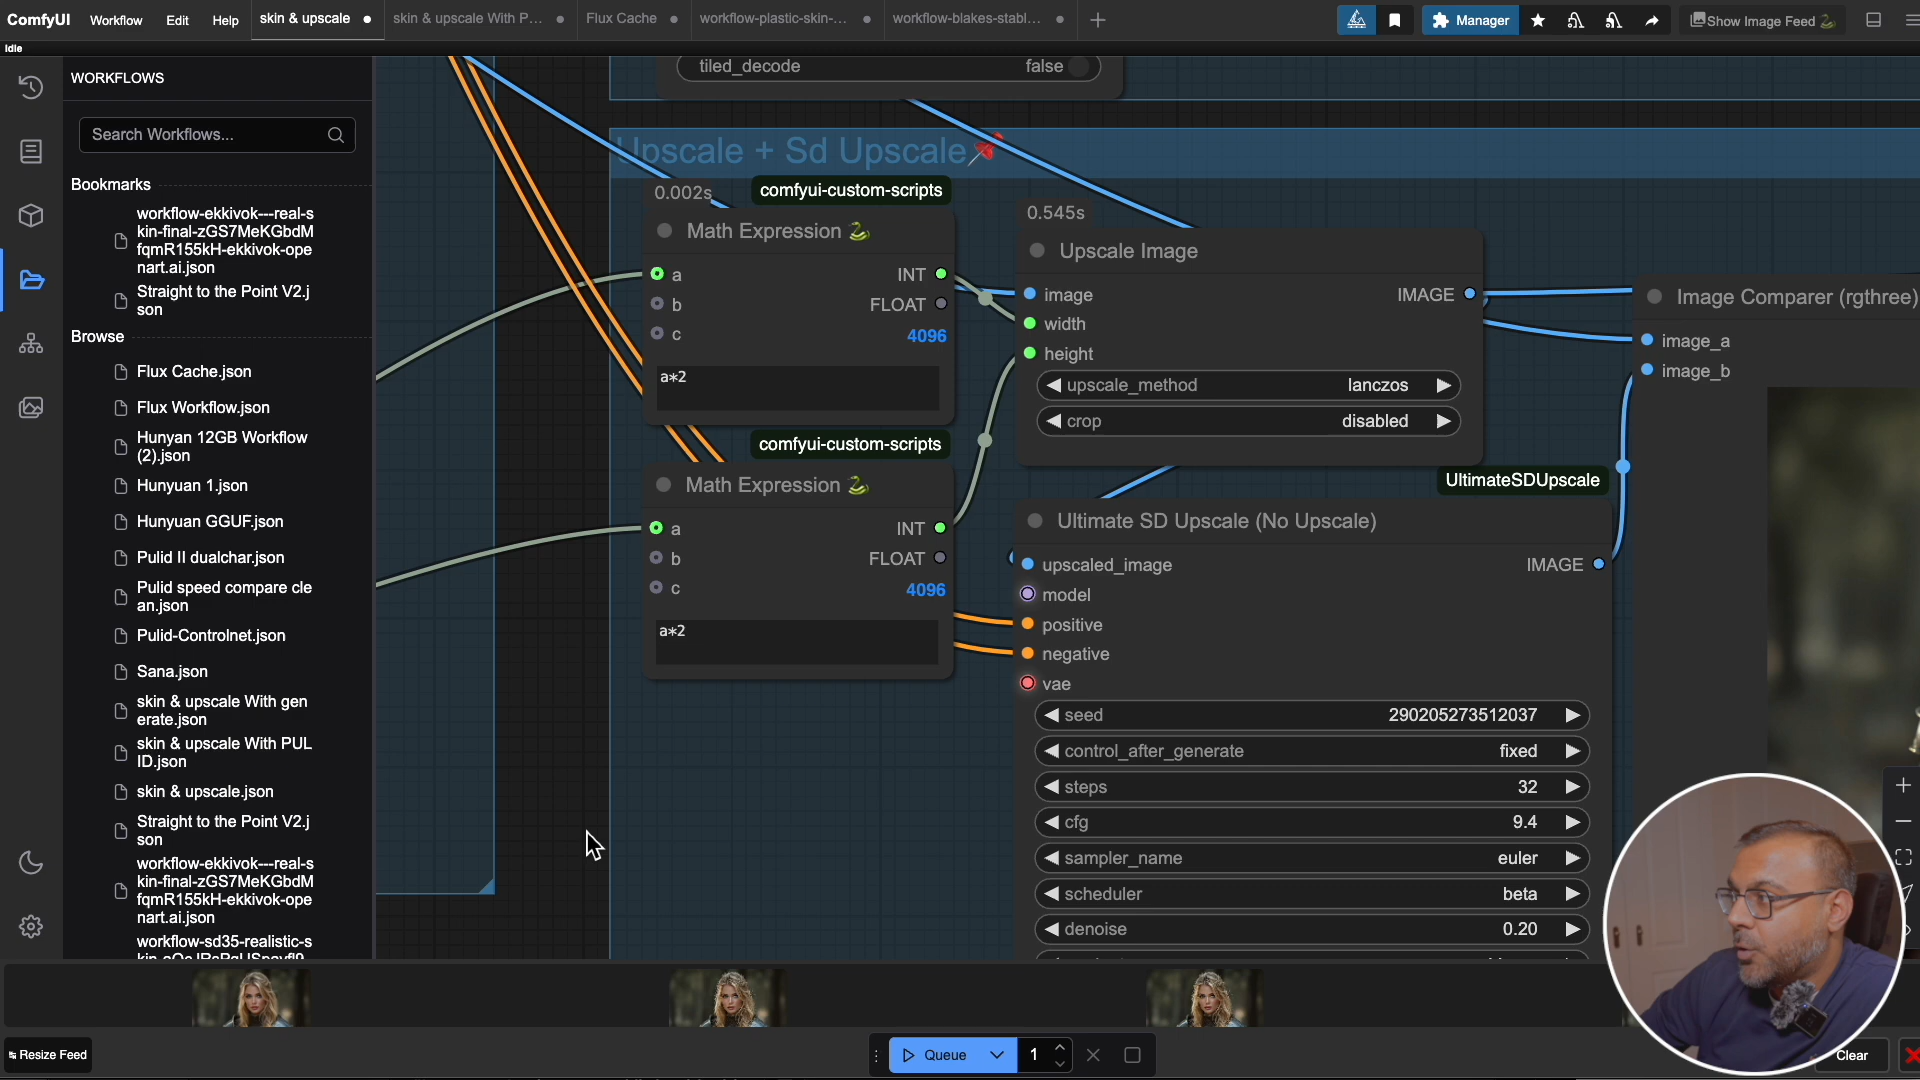 ComfyUI Workflow Edit Help skin & upscale skin & upscale With P... Flux Cache workflow-plastic-skin-... workflow-blakes-stabl... Manager Show Image Feed
Idle
WORKFLOWS
Search Workflows...
Bookmarks
workflow-ekkivok---real-s
kin-final-zGS7MeKGbdM
fqmR155kH-ekkivok-ope
nart.ai.json
Straight to the Point V2.j
son
Browse
Flux Cache.json
Flux Workflow.json
Hunyan 12GB Workflow
(2).json
Hunyuan 1.json
Hunyuan GGUF.json
Pulid II dualchar.json
Pulid speed compare cle
an.json
Pulid-Controlnet.json
Sana.json
skin & upscale With gen
erate.json
skin & upscale With PUL
ID.json
skin & upscale.json
Straight to the Point V2.j
son
workflow-ekkivok---real-s
kin-final-zGS7MeKGbdM
fqmR155kH-ekkivok-ope
nart.ai.json
workflow-sd35-realistic-s
tiled_decode false
Upscale + Sd Upscale
0.002s comfyui-custom-scripts
Math Expression
a INT
b FLOAT
c 4096
a*2
comfyui-custom-scripts
Math Expression
a INT
b FLOAT
c 4096
a*2
0.545s
Upscale Image
image IMAGE
width
height
upscale_method lanczos
crop disabled
UltimateSDUpscale
Ultimate SD Upscale (No Upscale)
upscaled_image IMAGE
model
positive
negative
vae
seed 290205273512037
control_after_generate fixed
steps 32
cfg 9.4
sampler_name euler
scheduler beta
denoise 0.20
Image Comparer (rgthree)
image_a
image_b
Resize Feed
Queue 1
Clear